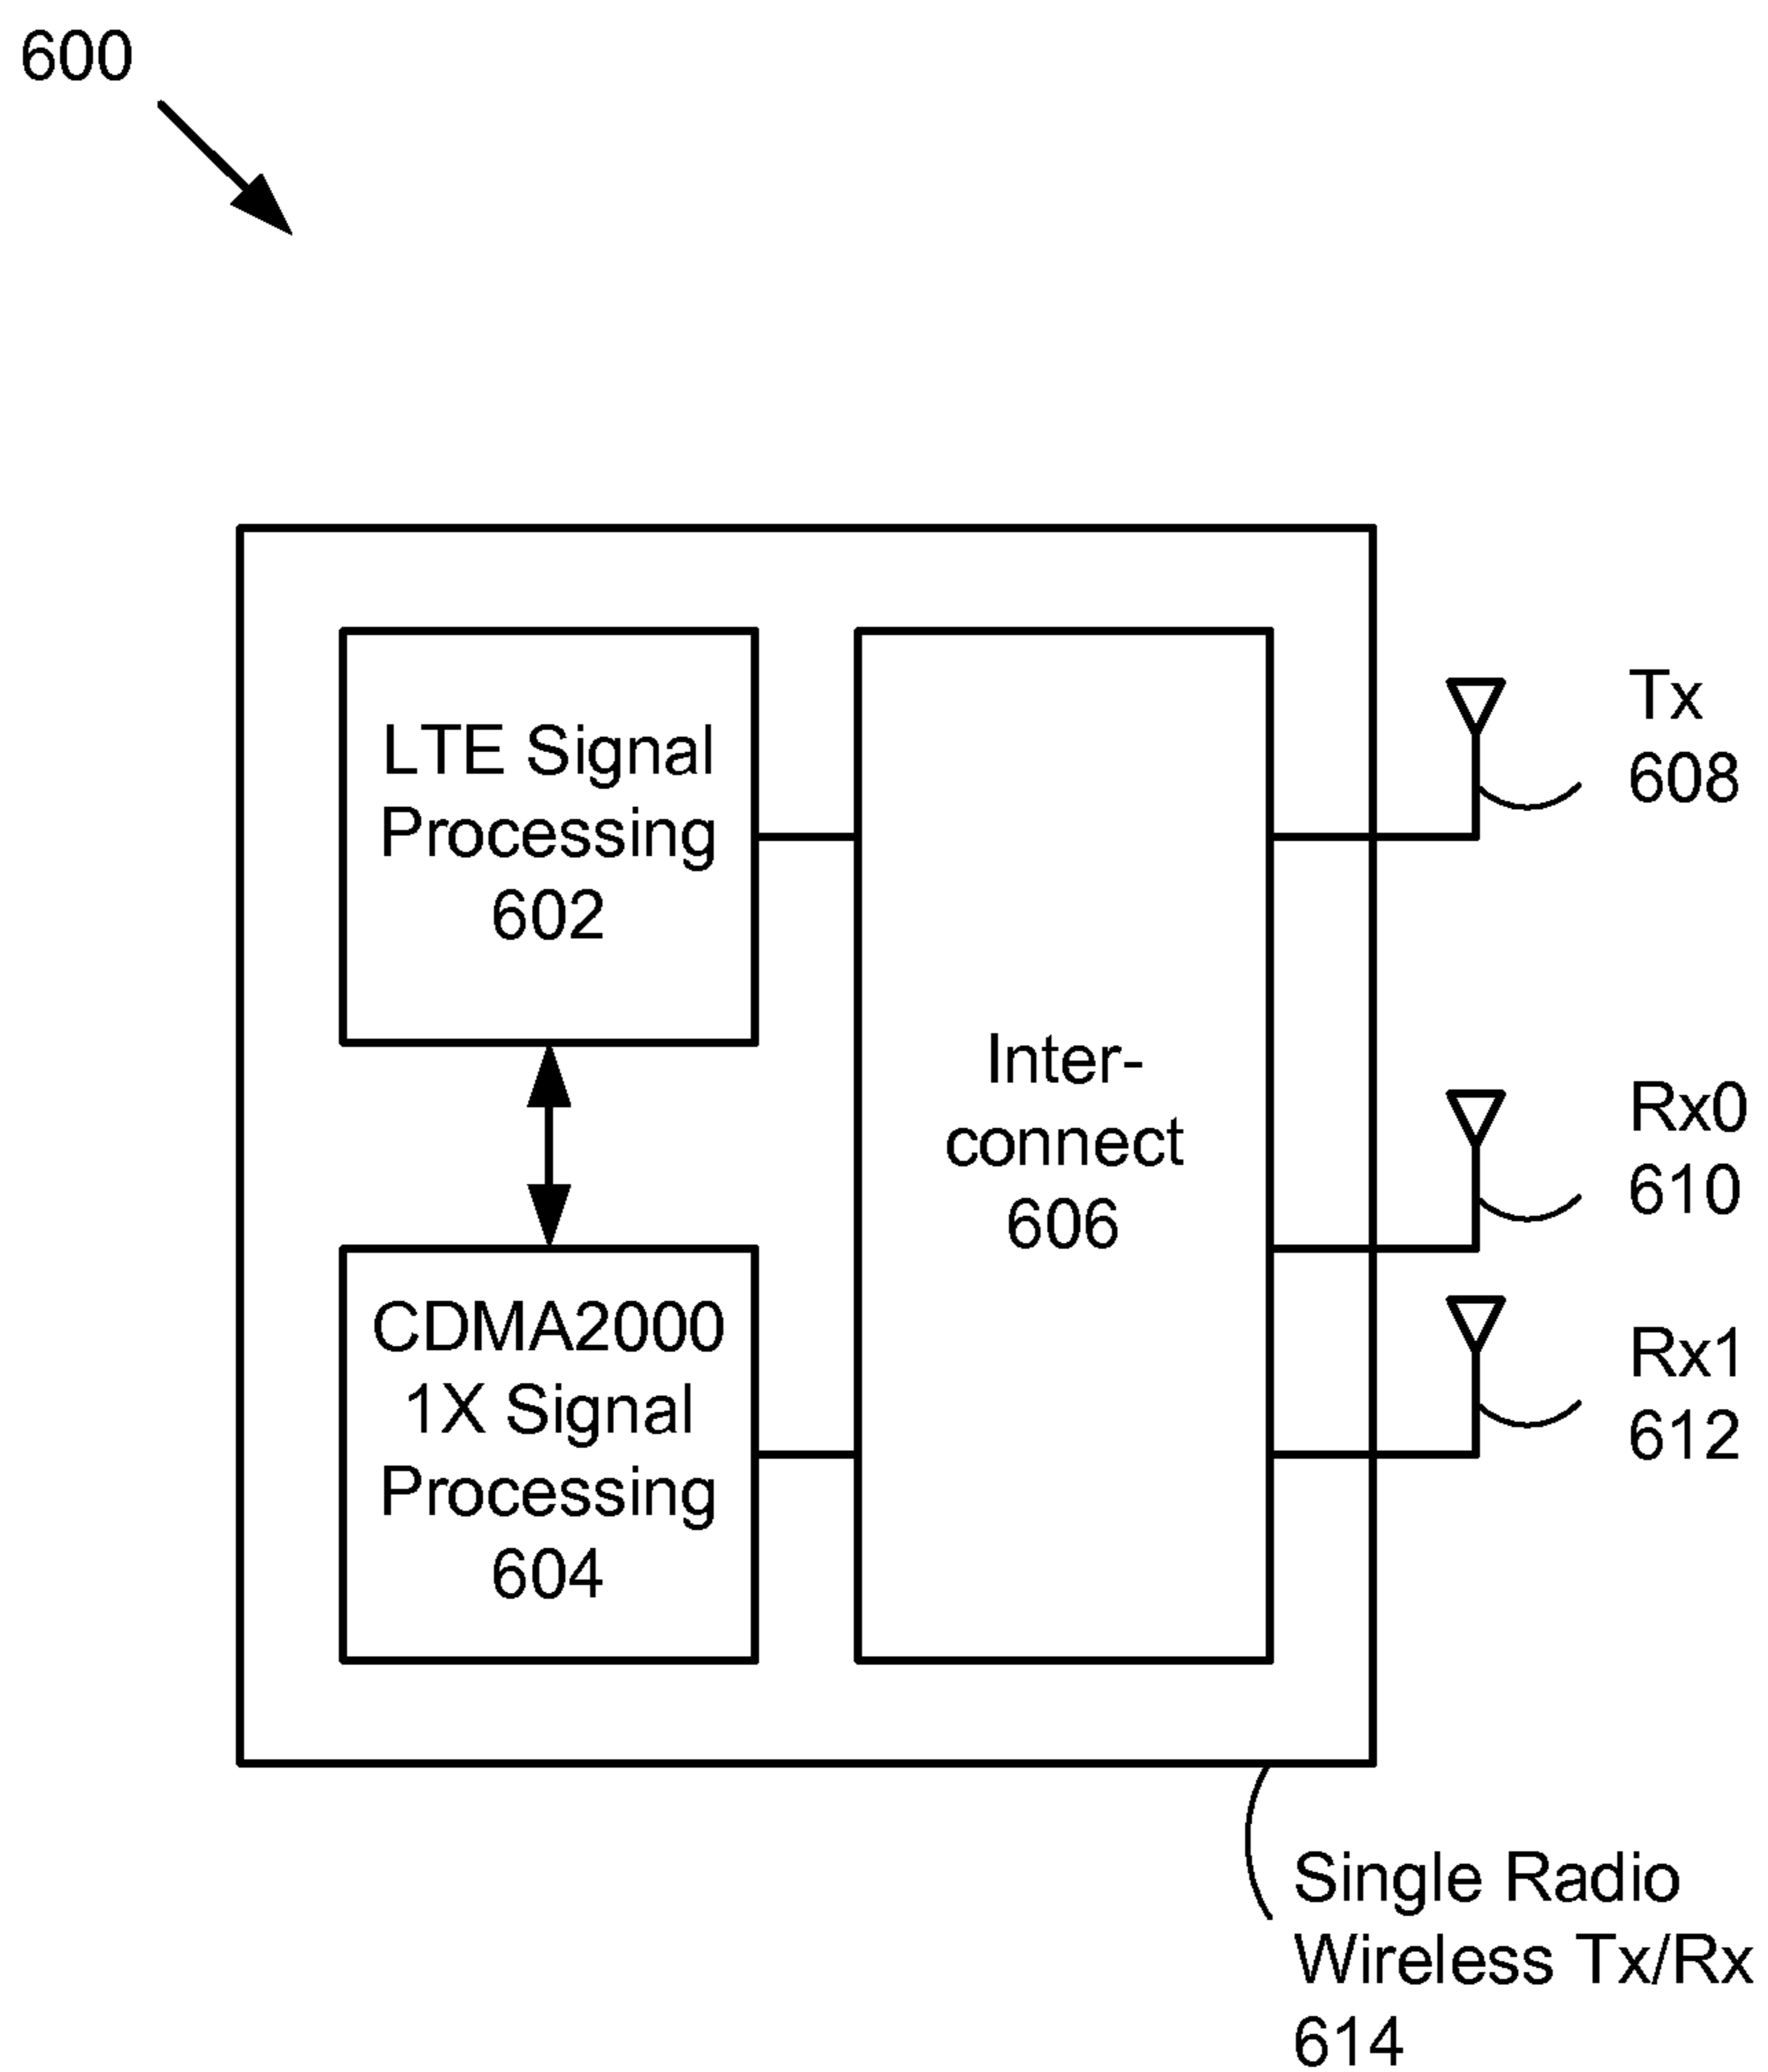 600
LTE Signal
Processing
602
Inter-
connect
606
CDMA2000
1X Signal
Processing
604
Tx
608
Rx0
610
Rx1
612
Single Radio
Wireless Tx/Rx
614